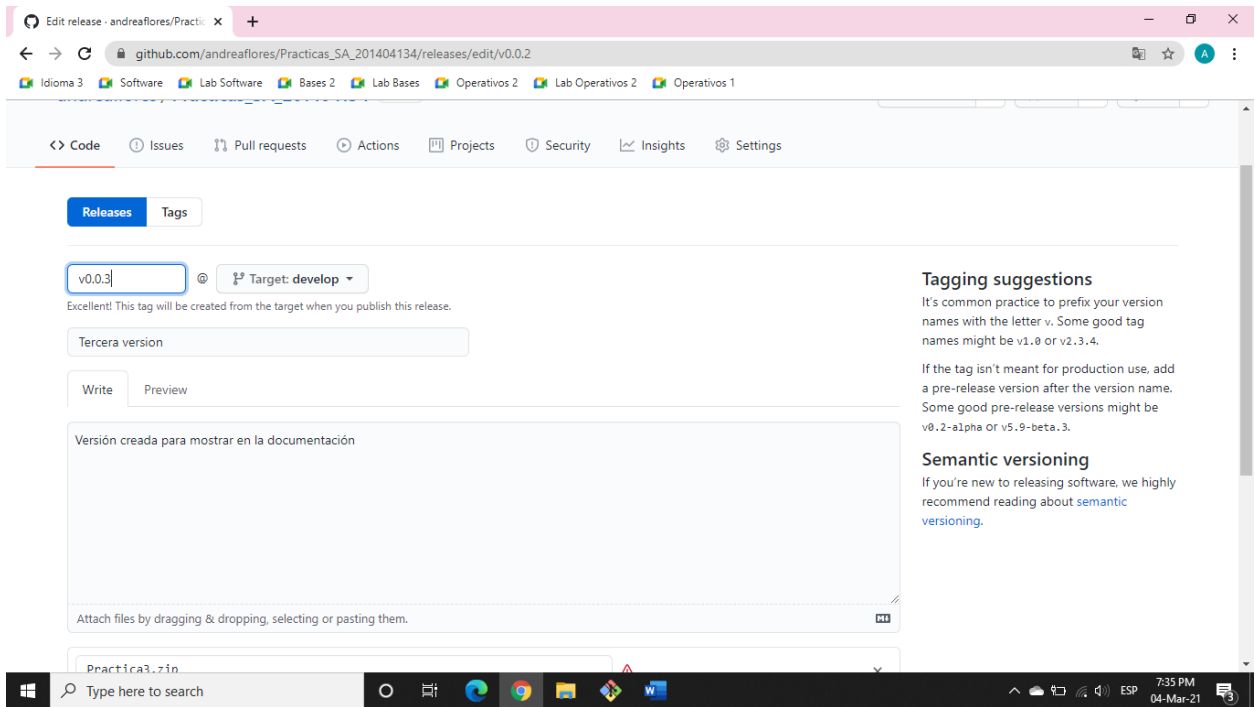 Edit release · andreaflores/Practic
github.com/andreaflores/Practicas_SA_201404134/releases/edit/v0.0.2
A
Idioma 3 Software Lab Software Bases 2 Lab Bases Operativos 2 Lab Operativos 2 Operativos 1
Code Issues Pull requests Actions Projects Security Insights Settings
Releases Tags
v0.0.3 @ Target: develop
Excellent! This tag will be created from the target when you publish this release.
Tercera version
Write Preview
Versión creada para mostrar en la documentación
Attach files by dragging & dropping, selecting or pasting them.
Practica3.zip
Tagging suggestions
It's common practice to prefix your version
names with the letter v. Some good tag
names might be v1.0 or v2.3.4.
If the tag isn't meant for production use, add
a pre-release version after the version name.
Some good pre-release versions might be
v0.2-alpha or v5.9-beta.3.
Semantic versioning
If you're new to releasing software, we highly
recommend reading about semantic
versioning.
Type here to search
ESP
7:35 PM
04-Mar-21
3